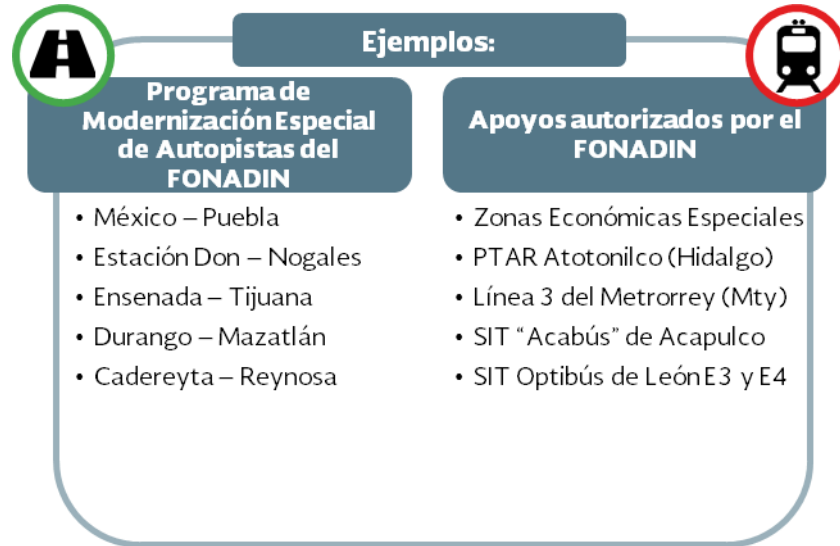 Ejemplos:
Programa de
Modernización Especial
de Autopistas del
FONADIN
• México – Puebla
• Estación Don – Nogales
• Ensenada – Tijuana
• Durango – Mazatlán
• Cadereyta – Reynosa
Apoyos autorizados por el
FONADIN
• Zonas Económicas Especiales
• PTAR Atotonilco (Hidalgo)
• Línea 3 del Metrorrey (Mty)
• SIT “Acabús” de Acapulco
• SIT Optibús de León E3 y E4